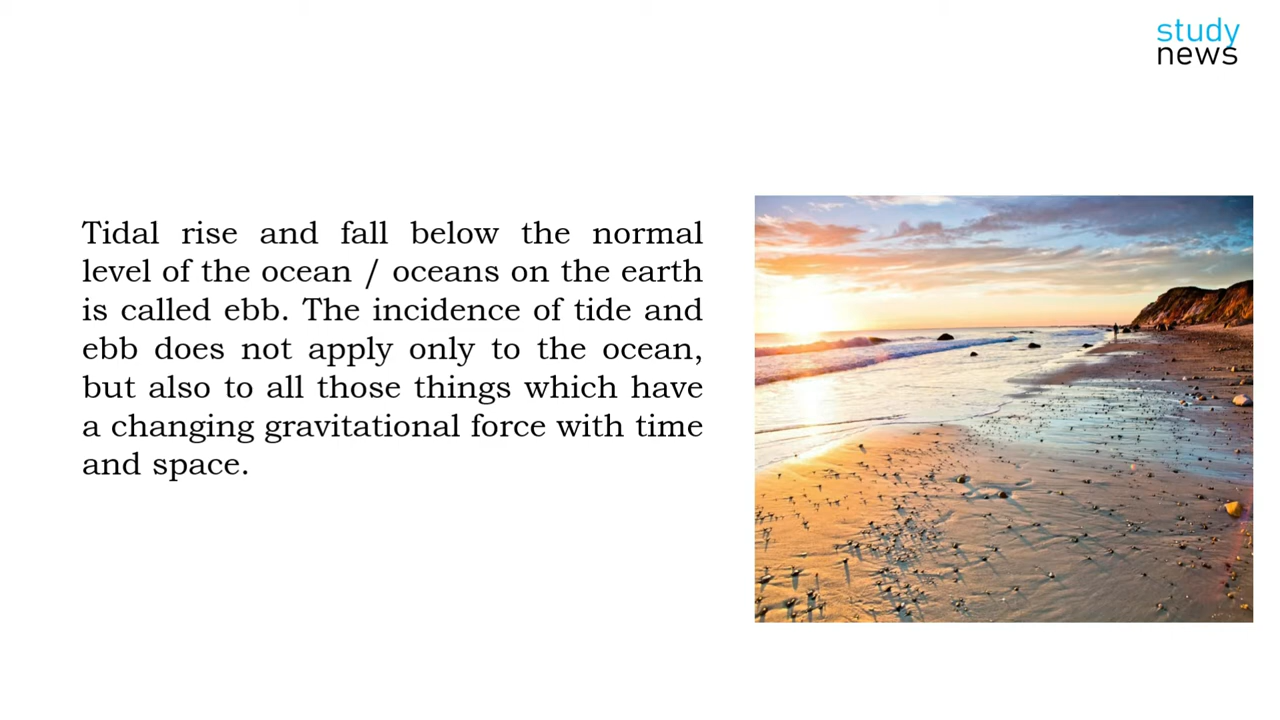 study
news
Tidal rise and fall below the normal
level of the ocean / oceans on the earth
is called ebb. The incidence of tide and
ebb does not apply only to the ocean,
but also to all those things which have
a changing gravitational force with time
and space.